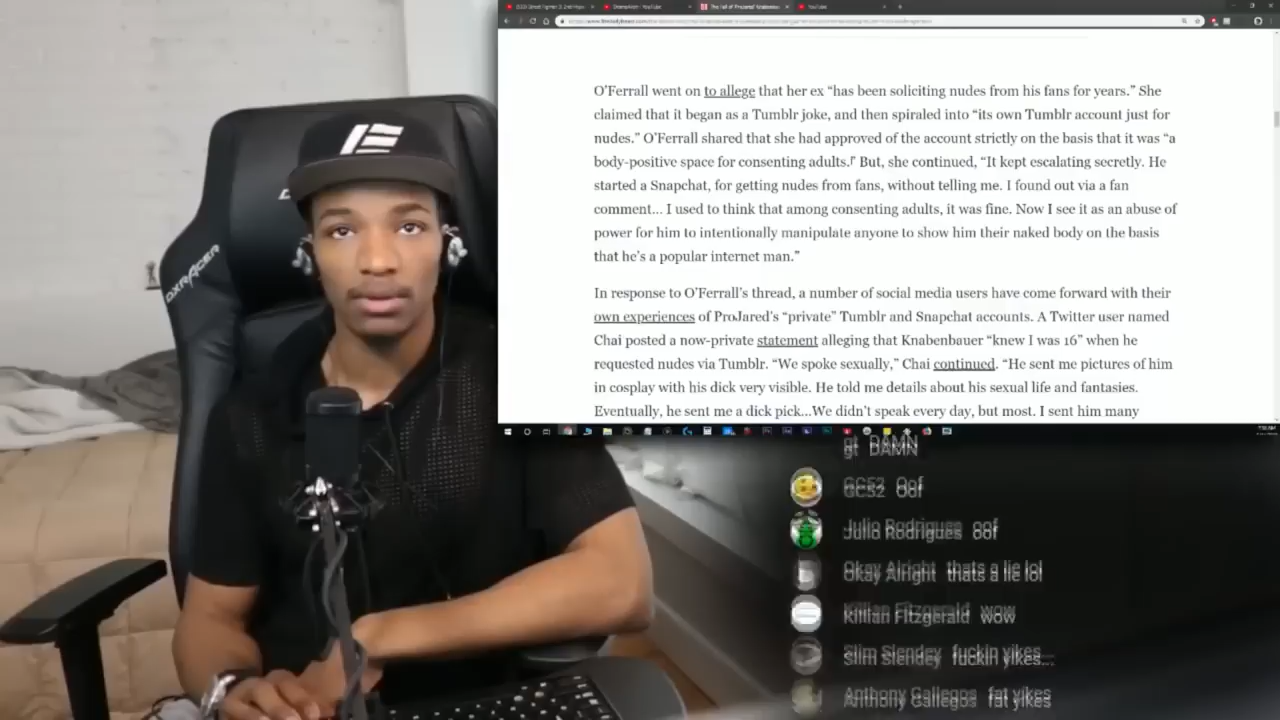 The Fall of 'ProJared' Knabenbau
YouTube
O'Ferrall went on to allege that her ex “has been soliciting nudes from his fans for years.” She
claimed that it began as a Tumblr joke, and then spiraled into “its own Tumblr account just for
nudes.” O'Ferrall shared that she had approved of the account strictly on the basis that it was “a
body-positive space for consenting adults.” But, she continued, “It kept escalating secretly. He
started a Snapchat, for getting nudes from fans, without telling me. I found out via a fan
comment… I used to think that among consenting adults, it was fine. Now I see it as an abuse of
power for him to intentionally manipulate anyone to show him their naked body on the basis
that he's a popular internet man.”
In response to O'Ferrall's thread, a number of social media users have come forward with their
own experiences of ProJared's “private” Tumblr and Snapchat accounts. A Twitter user named
Chai posted a now-private statement alleging that Knabenbauer “knew I was 16” when he
requested nudes via Tumblr. “We spoke sexually,” Chai continued. “He sent me pictures of him
in cosplay with his dick very visible. He told me details about his sexual life and fantasies.
Eventually, he sent me a dick pic…We didn't speak every day, but most. I sent him many
DXRACER
gt DAMN
GC52 Oof
Julio Rodrigues oof
Okay Alright thats a lie lol
Killian Fitzgerald wow
Slim Slendey fuckin yikes...
Anthony Gallegos fat yikes